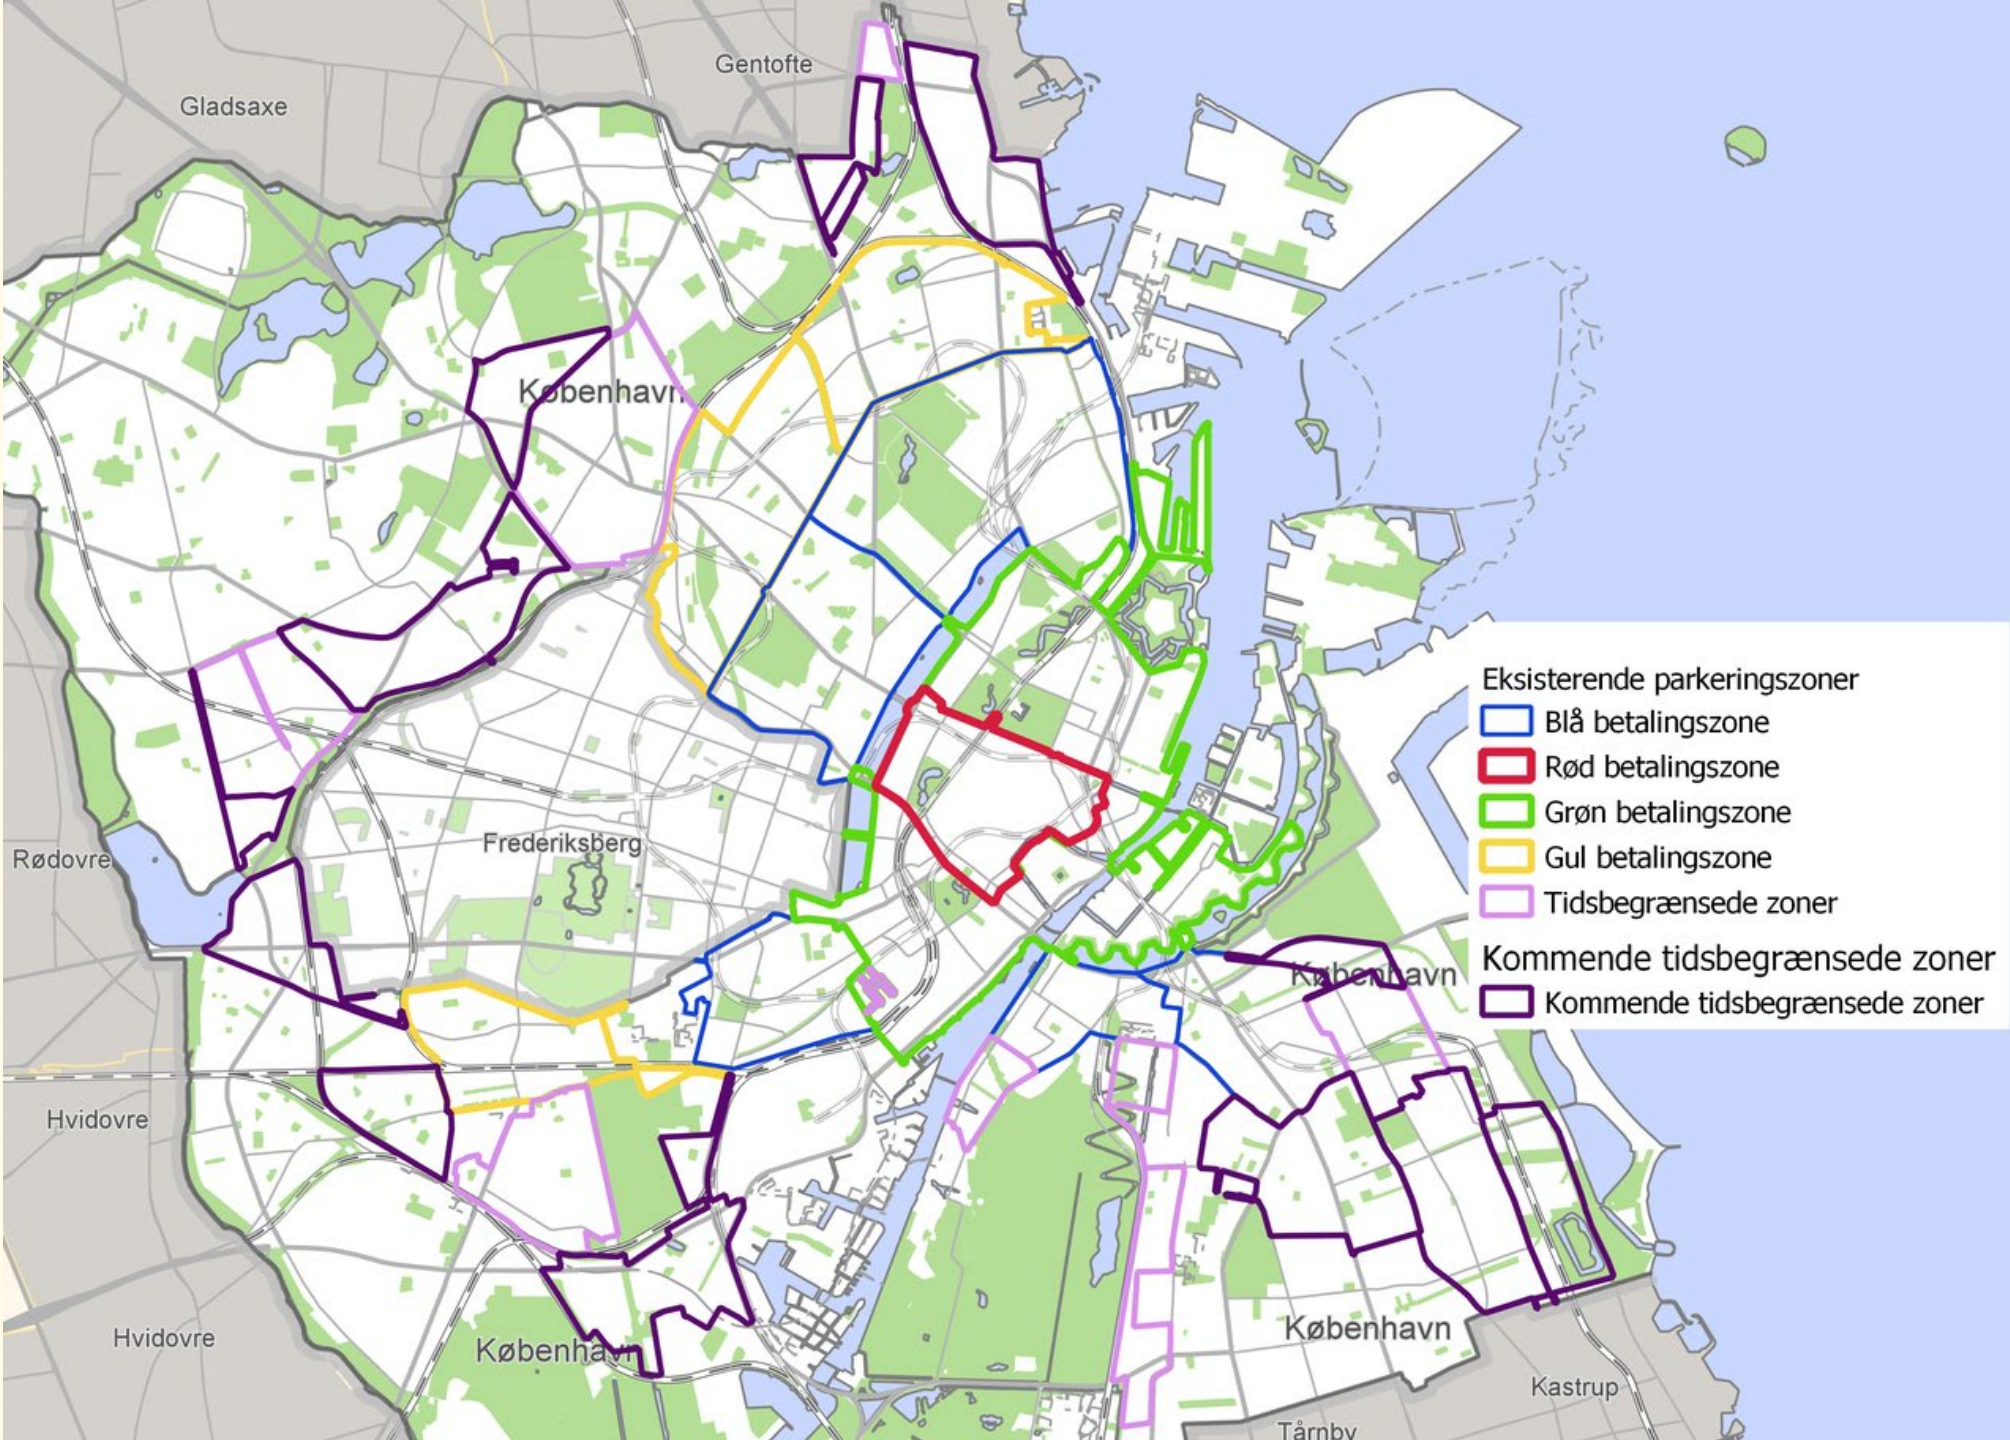 Gentofte
Gladsaxe
København
Eksisterende parkeringszoner
Blå betalingszone
Rød betalingszone
Grøn betalingszone
Gul betalingszone
Tidsbegrænsede zoner
Kommende tidsbegrænsede zoner
Kommende tidsbegrænsede zoner
Frederiksberg
Rødovre
København
Hvidovre
København
Hvidovre
København
Kastrup
Tårnby